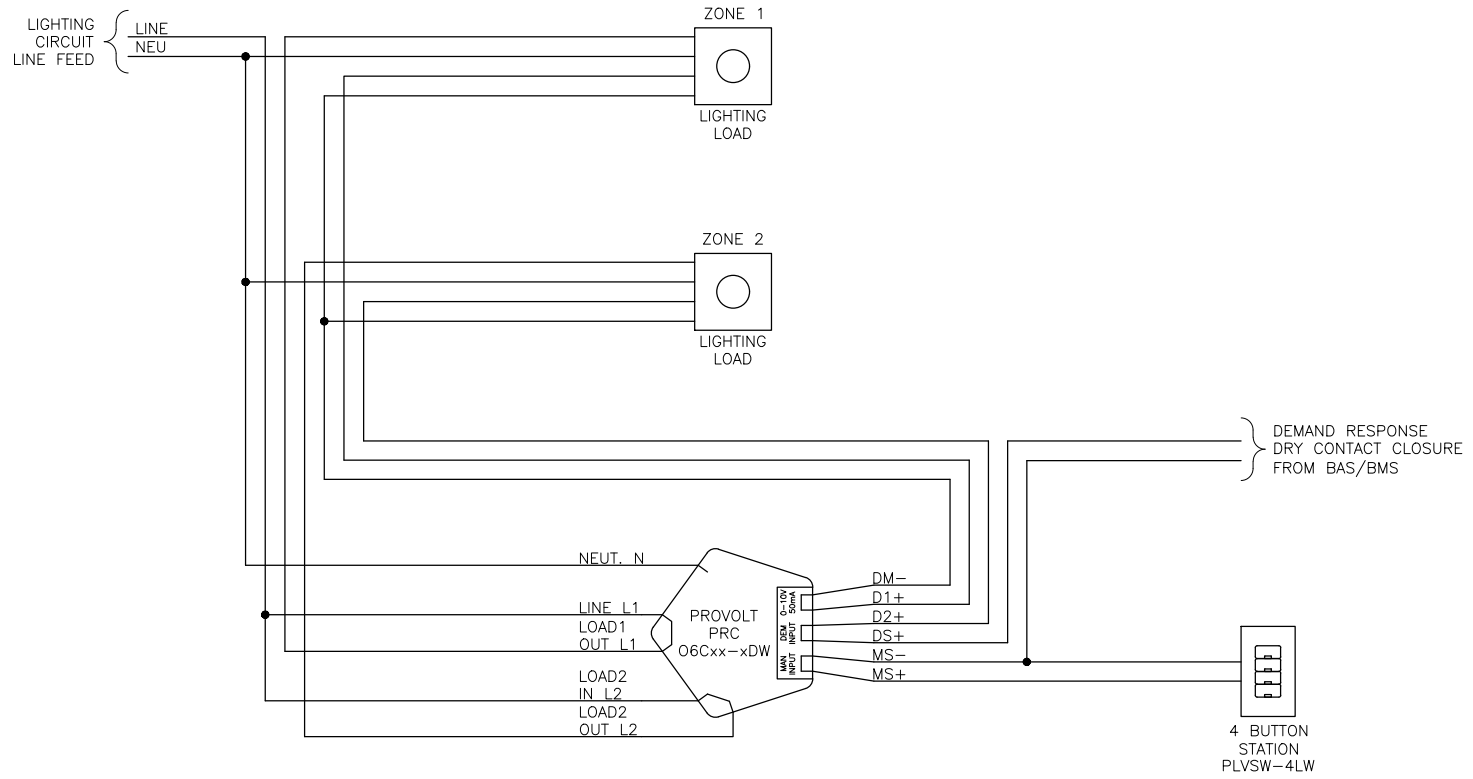 ZONE 1
LIGHTING
CIRCUIT
LINE FEED
LINE
NEU
LIGHTING
LOAD
ZONE 2
LIGHTING
LOAD
DEMAND RESPONSE
DRY CONTACT CLOSURE
FROM BAS/BMS
NEUT. N
LINE L1
LOAD1
OUT L1
LOAD2
IN L2
LOAD2
OUT L2
PROVOLT
PRC
06Cxx-xDW
0-10V
50mA
DEM
INPUT
MAN
INPUT
DM-
D1+
D2+
DS+
MS-
MS+
4 BUTTON
STATION
PLVSW-4LW